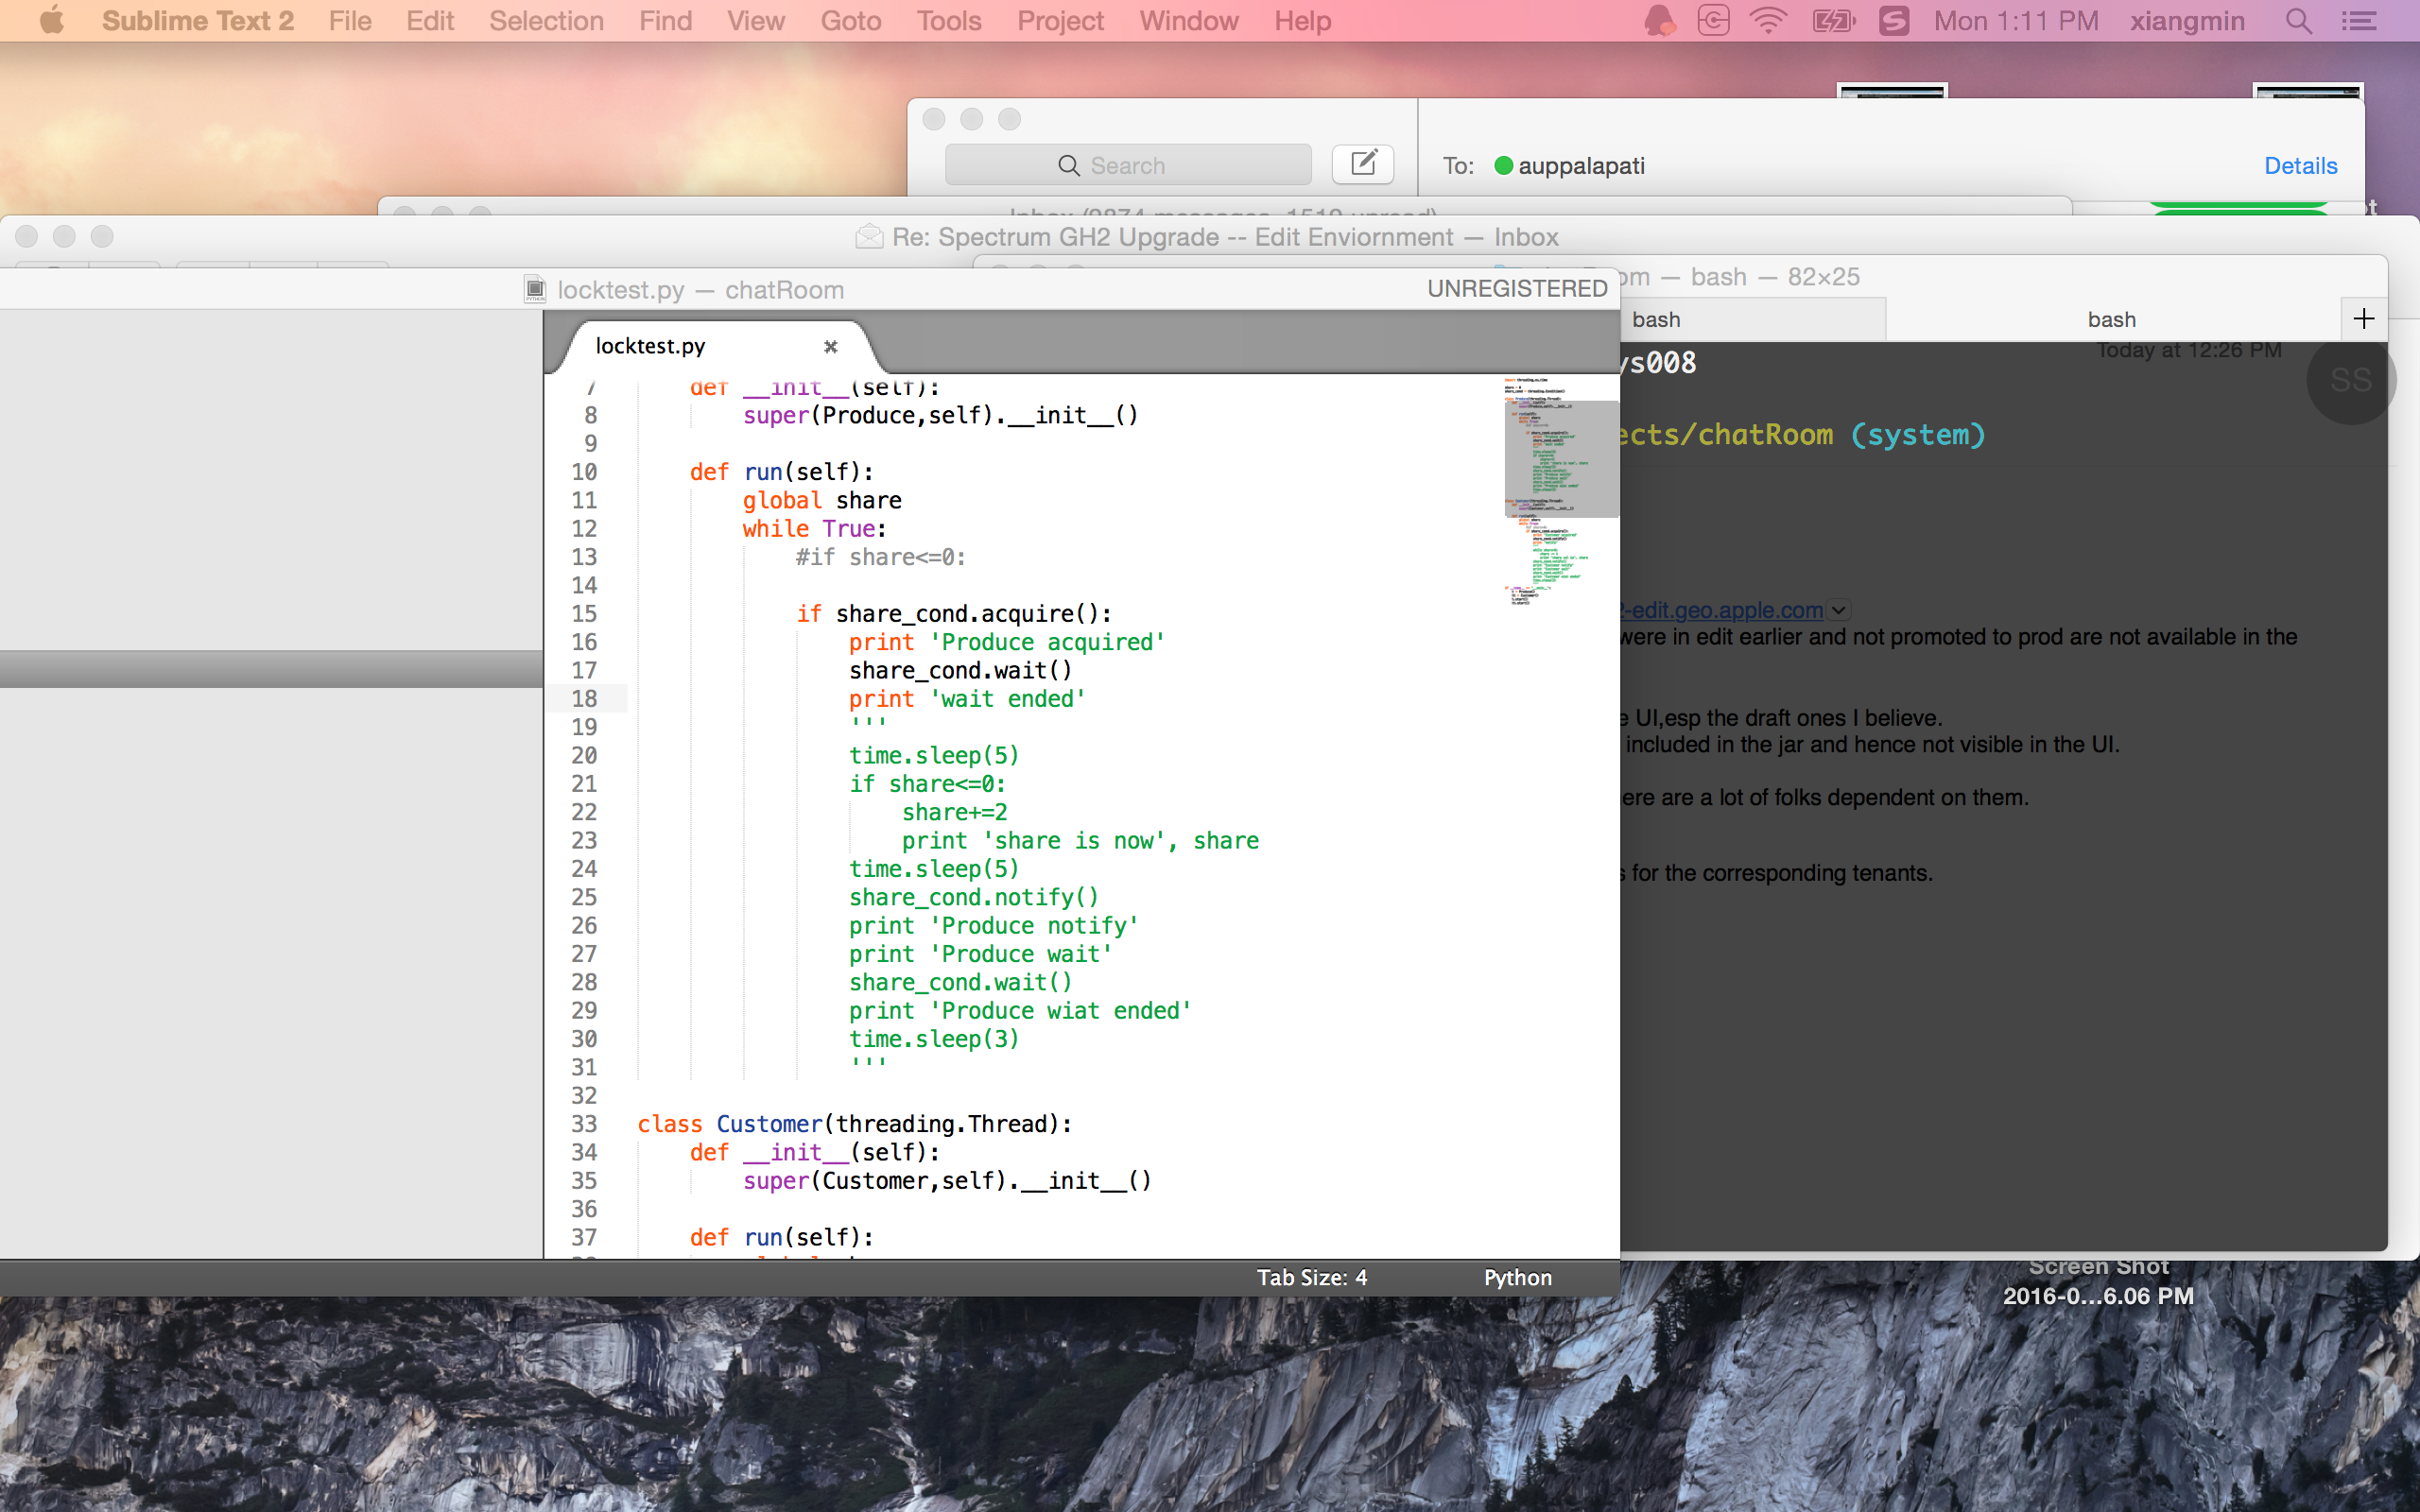 Sublime Text 2 File Edit Selection Find View Goto Tools Project Window Help Mon 1:11 PM xiangmin
Search To: auppalapati Details
Re: Spectrum GH2 Upgrade -- Edit Enviornment — Inbox
om — bash — 82×25
locktest.py — chatRoom UNREGISTERED
bash bash +
locktest.py
Today at 12:26 PM
ys008
SS
ects/chatRoom (system)
7 def __init__(self):
8 super(Produce,self).__init__()
9
10 def run(self):
11 global share
12 while True:
13 #if share<=0:
14
15 if share_cond.acquire():
16 print 'Produce acquired'
17 share_cond.wait()
18 print 'wait ended'
19 '''
20 time.sleep(5)
21 if share<=0:
22 share+=2
23 print 'share is now', share
24 time.sleep(5)
25 share_cond.notify()
26 print 'Produce notify'
27 print 'Produce wait'
28 share_cond.wait()
29 print 'Produce wiat ended'
30 time.sleep(3)
31 '''
32
33 class Customer(threading.Thread):
34 def __init__(self):
35 super(Customer,self).__init__()
36
37 def run(self):
-edit.geo.apple.com
were in edit earlier and not promoted to prod are not available in the
UI,esp the draft ones I believe.
included in the jar and hence not visible in the UI.
ere are a lot of folks dependent on them.
s for the corresponding tenants.
Tab Size: 4 Python
Screen Shot
2016-0...6.06 PM